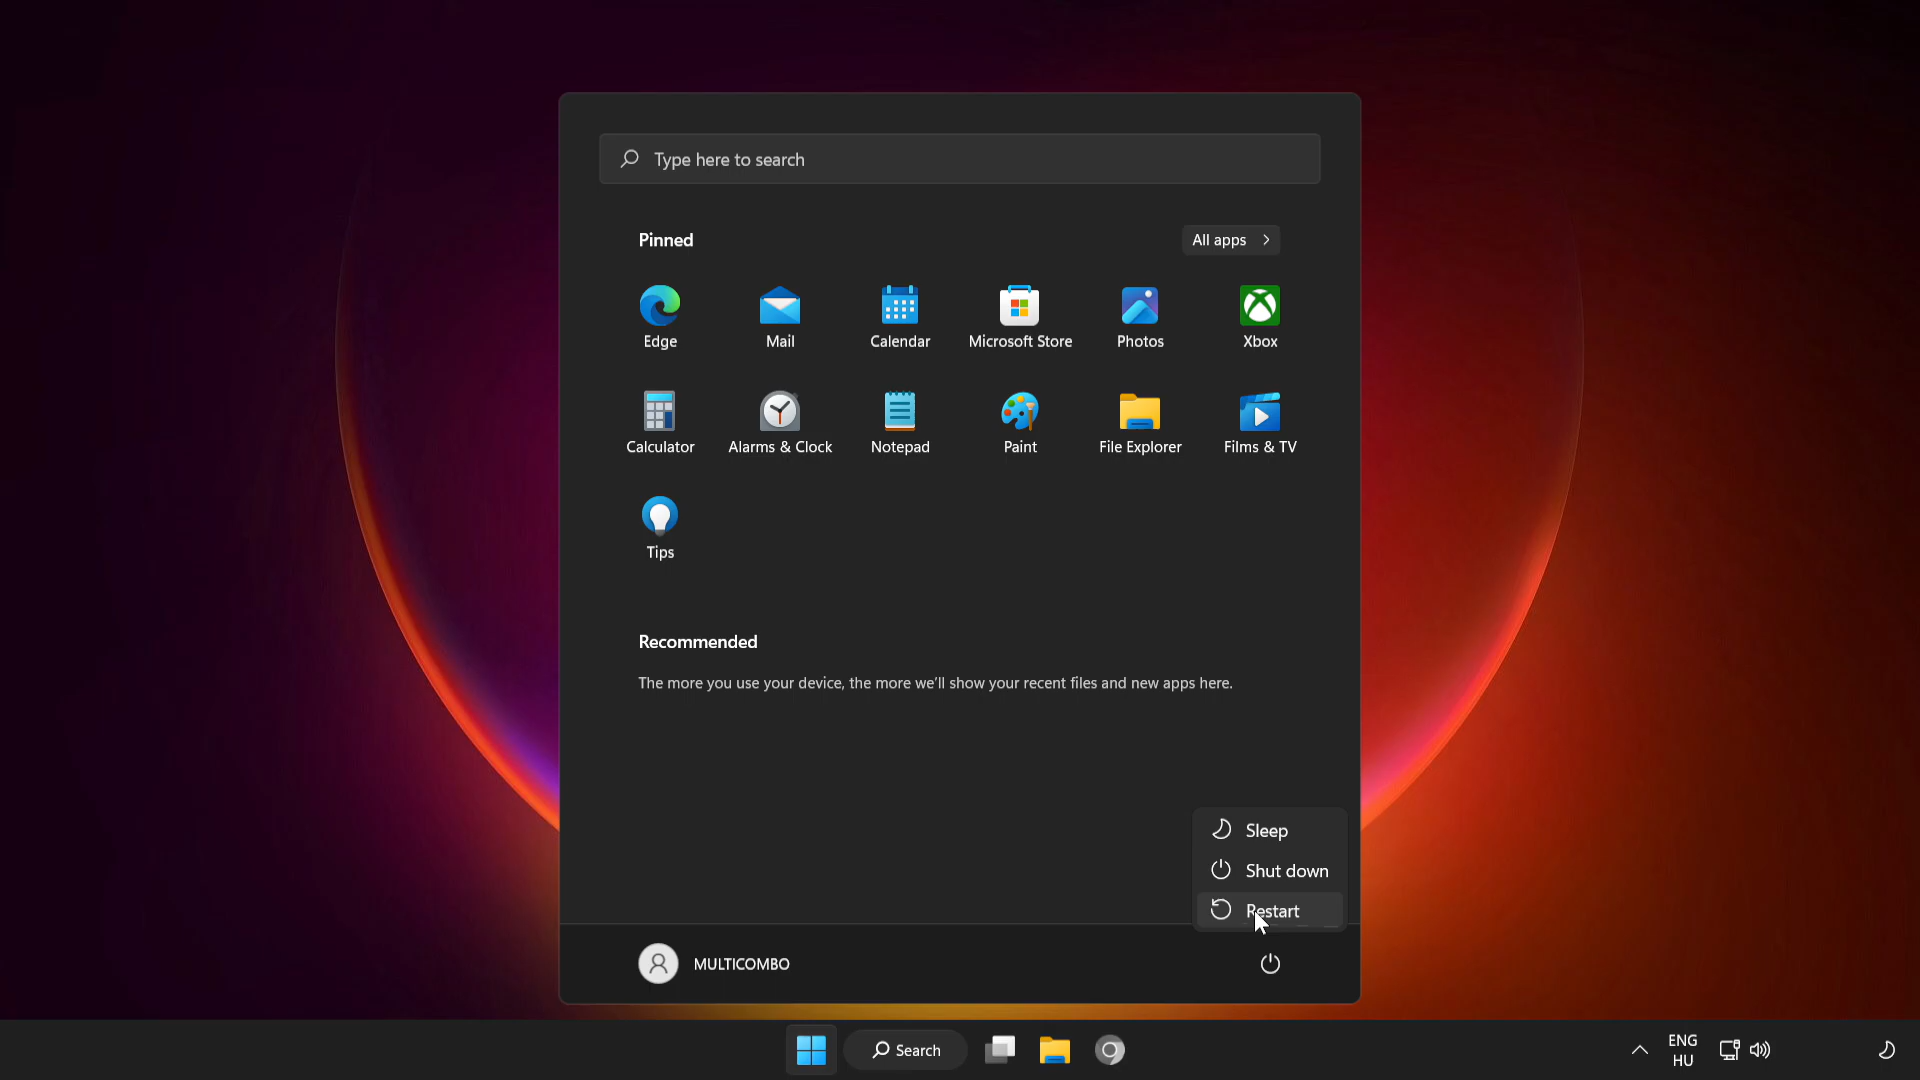 Type here to search
Pinned
All apps
Edge
Mail
Calendar
Microsoft Store
Photos
Xbox
Calculator
Alarms & Clock
Notepad
Paint
File Explorer
Films & TV
Tips
Recommended
The more you use your device, the more we'll show your recent files and new apps here.
Sleep
Shut down
Restart
MULTICOMBO
Search
ENG
HU